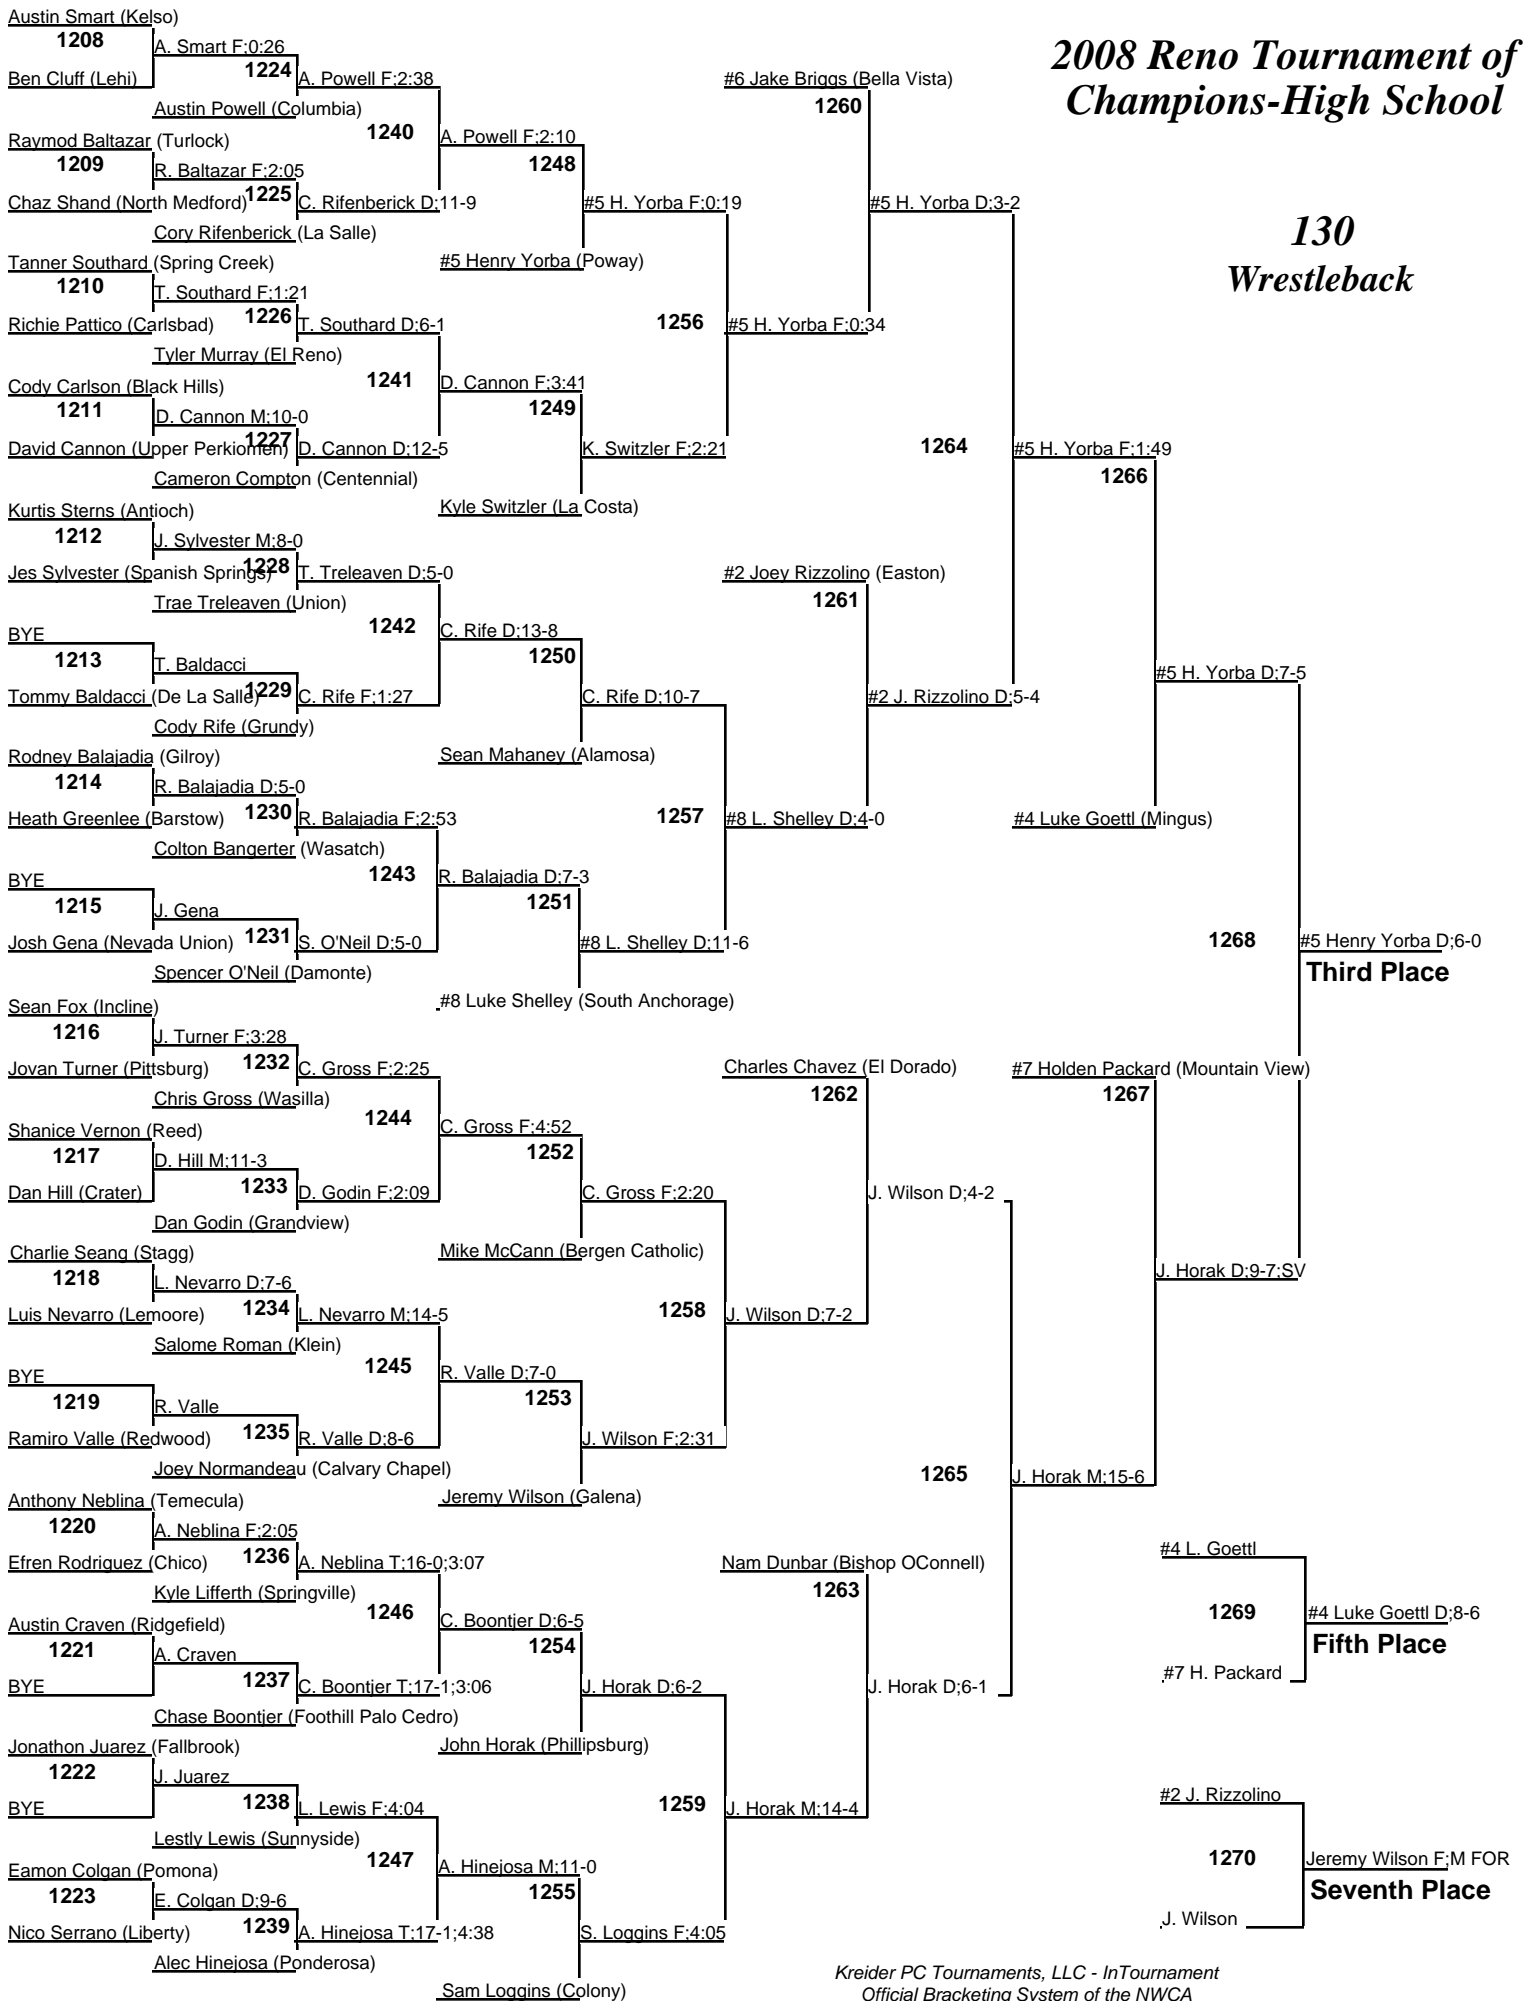 2008 Reno Tournament of
Champions-High School
130
Wrestleback
Austin Smart (Kelso)
1208
Ben Cluff (Lehi)
Raymod Baltazar (Turlock)
1209
Chaz Shand (North Medford)
Tanner Southard (Spring Creek)
1210
Richie Pattico (Carlsbad)
Cody Carlson (Black Hills)
1211
David Cannon (Upper Perkiomen)
Kurtis Sterns (Antioch)
1212
Jes Sylvester (Spanish Springs)
BYE
1213
Tommy Baldacci (De La Salle)
Rodney Balajadia (Gilroy)
1214
Heath Greenlee (Barstow)
BYE
1215
Josh Gena (Nevada Union)
Sean Fox (Incline)
1216
Jovan Turner (Pittsburg)
Shanice Vernon (Reed)
1217
Dan Hill (Crater)
Charlie Seang (Stagg)
1218
Luis Nevarro (Lemoore)
BYE
1219
Ramiro Valle (Redwood)
Anthony Neblina (Temecula)
1220
Efren Rodriguez (Chico)
Austin Craven (Ridgefield)
1221
BYE
Jonathon Juarez (Fallbrook)
1222
BYE
Eamon Colgan (Pomona)
1223
Nico Serrano (Liberty)
A. Smart F;0:26
1224
Austin Powell (Columbia)
R. Baltazar F;2:05
1225
Cory Rifenberick (La Salle)
T. Southard F;1:21
1226
Tyler Murray (El Reno)
D. Cannon M;10-0
1227
Cameron Compton (Centennial)
J. Sylvester M;8-0
1228
Trae Treleaven (Union)
T. Baldacci
1229
Cody Rife (Grundy)
R. Balajadia D;5-0
1230
Colton Bangerter (Wasatch)
J. Gena
1231
Spencer O'Neil (Damonte)
J. Turner F;3:28
1232
Chris Gross (Wasilla)
D. Hill M;11-3
1233
Dan Godin (Grandview)
L. Nevarro D;7-6
1234
Salome Roman (Klein)
R. Valle
1235
Joey Normandeau (Calvary Chapel)
A. Neblina F;2:05
1236
Kyle Lifferth (Springville)
A. Craven
1237
Chase Boontjer (Foothill Palo Cedro)
J. Juarez
1238
Lestly Lewis (Sunnyside)
E. Colgan D;9-6
1239
Alec Hinejosa (Ponderosa)
A. Powell F;2:38
1240
C. Rifenberick D;11-9
T. Southard D;6-1
1241
D. Cannon D;12-5
T. Treleaven D;5-0
1242
C. Rife F;1:27
R. Balajadia F;2:53
1243
S. O'Neil D;5-0
C. Gross F;2:25
1244
D. Godin F;2:09
L. Nevarro M;14-5
1245
R. Valle D;8-6
A. Neblina T;16-0;3:07
1246
C. Boontjer T;17-1;3:06
L. Lewis F;4:04
1247
A. Hinejosa T;17-1;4:38
A. Powell F;2:10
1248
#5 Henry Yorba (Poway)
D. Cannon F;3:41
1249
Kyle Switzler (La Costa)
C. Rife D;13-8
1250
Sean Mahaney (Alamosa)
R. Balajadia D;7-3
1251
#8 Luke Shelley (South Anchorage)
C. Gross F;4:52
1252
Mike McCann (Bergen Catholic)
R. Valle D;7-0
1253
Jeremy Wilson (Galena)
C. Boontjer D;6-5
1254
John Horak (Phillipsburg)
A. Hinejosa M;11-0
1255
Sam Loggins (Colony)
#5 H. Yorba F;0:19
1256
K. Switzler F;2:21
C. Rife D;10-7
1257
#8 L. Shelley D;11-6
C. Gross F;2:20
1258
J. Wilson F;2:31
J. Horak D;6-2
1259
S. Loggins F;4:05
#6 Jake Briggs (Bella Vista)
1260
#5 H. Yorba F;0:34
#2 Joey Rizzolino (Easton)
1261
#8 L. Shelley D;4-0
Charles Chavez (El Dorado)
1262
J. Wilson D;7-2
Nam Dunbar (Bishop OConnell)
1263
J. Horak M;14-4
#5 H. Yorba D;3-2
1264
#2 J. Rizzolino D;5-4
J. Wilson D;4-2
1265
J. Horak D;6-1
#5 H. Yorba F;1:49
1266
#4 Luke Goettl (Mingus)
#7 Holden Packard (Mountain View)
1267
J. Horak M;15-6
#5 H. Yorba D;7-5
1268
J. Horak D;9-7;SV
#5 Henry Yorba D;6-0
Third Place
#4 L. Goettl
1269
#7 H. Packard
#4 Luke Goettl D;8-6
Fifth Place
#2 J. Rizzolino
1270
J. Wilson
Jeremy Wilson F;M FOR
Seventh Place
Kreider PC Tournaments, LLC - InTournament
Official Bracketing System of the NWCA